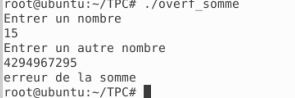 root@ubuntu:~/TPC# ./overf_somme
Entrer un nombre
15
Entrer un autre nombre
4294967295
erreur de la somme
root@ubuntu:~/TPC#